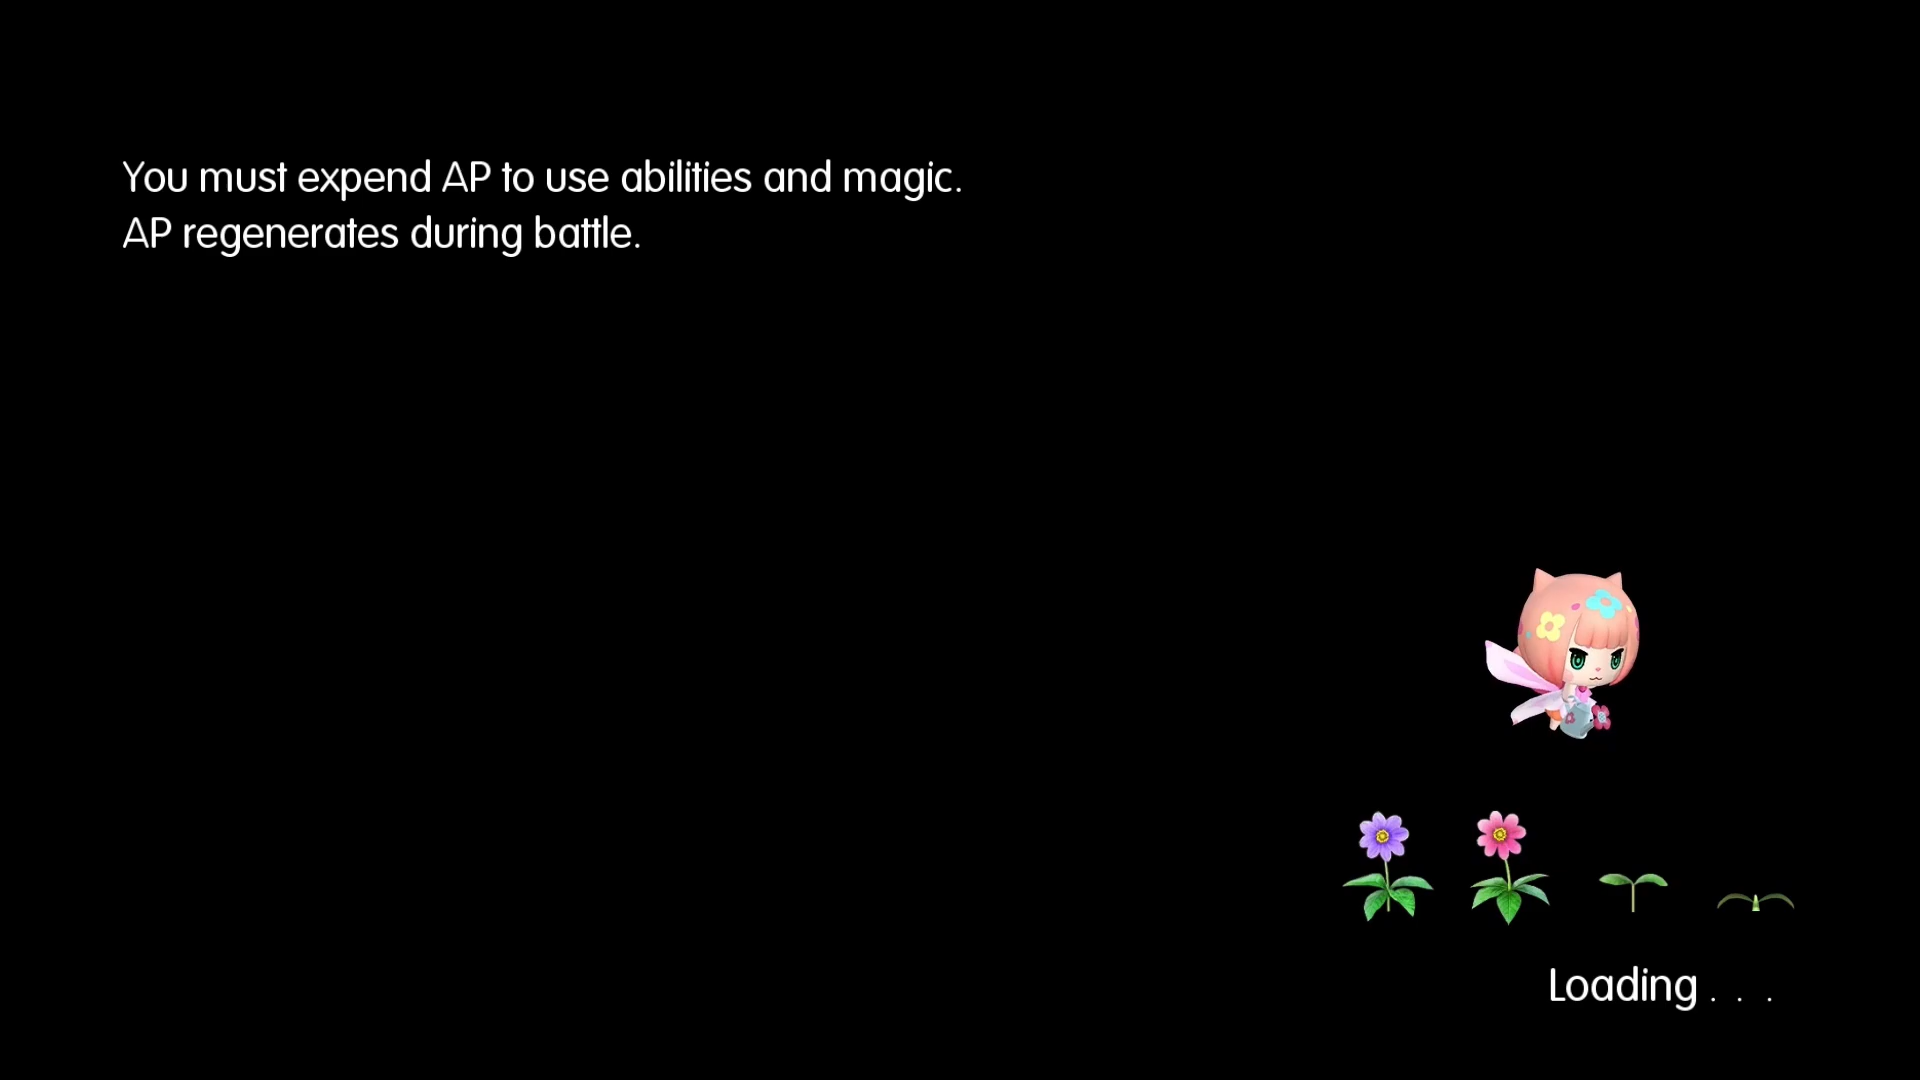 You must expend AP to use abilities and magic.
AP regenerates during battle.
Loading . . .